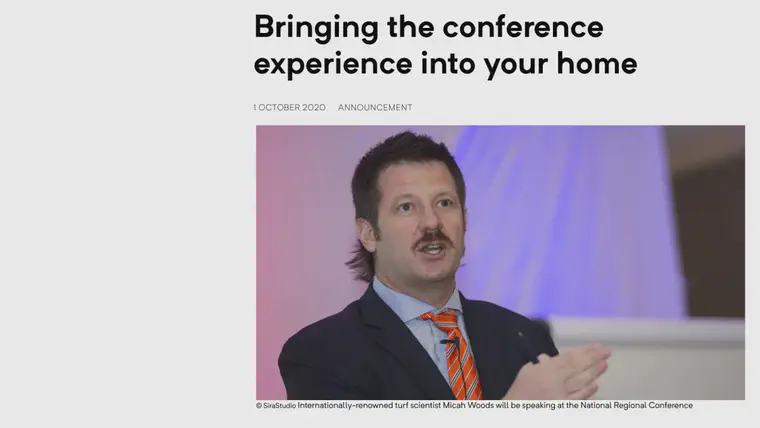 Bringing the conference
experience into your home
1 OCTOBER 2020 ANNOUNCEMENT
© SiraStudio Internationally-renowned turf scientist Micah Woods will be speaking at the National Regional Conference